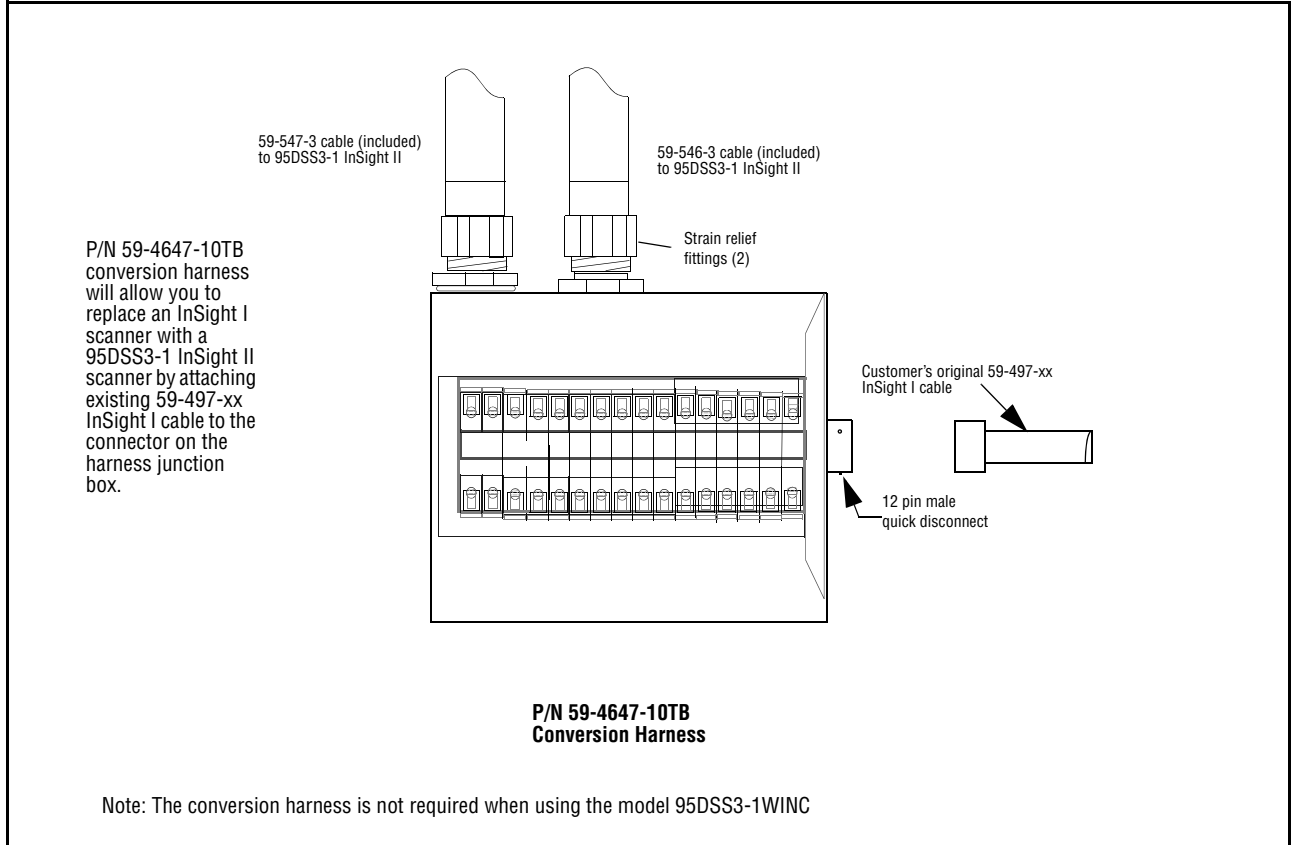 59-547-3 cable (included)
to 95DSS3-1 InSight II
59-546-3 cable (included)
to 95DSS3-1 InSight II
Strain relief
fittings (2)
P/N 59-4647-10TB
conversion harness
will allow you to
replace an InSight I
scanner with a
95DSS3-1 InSight II
scanner by attaching
existing 59-497-xx
InSight I cable to the
connector on the
harness junction
box.
Customer’s original 59-497-xx
InSight I cable
12 pin male
quick disconnect
P/N 59-4647-10TB
Conversion Harness
Note: The conversion harness is not required when using the model 95DSS3-1WINC